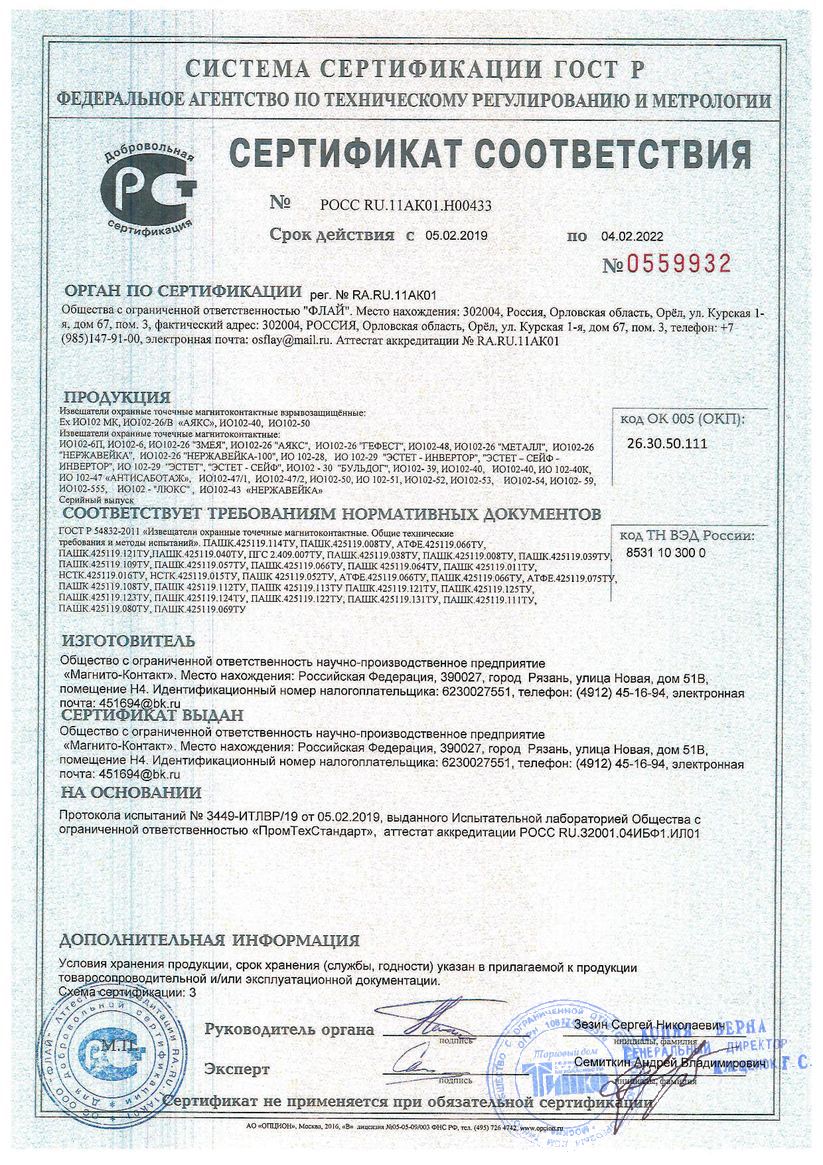 СИСТЕМА СЕРТИФИКАЦИИ ГОСТ Р
ФЕДЕРАЛЬНОЕ АГЕНТСТВО ПО ТЕХНИЧЕСКОМУ РЕГУЛИРОВАНИЮ И МЕТРОЛОГИИ
Добровольная
сертификация
СЕРТИФИКАТ СООТВЕТСТВИЯ
№ РОСС RU.11АК01.Н00433
Срок действия с 05.02.2019 по 04.02.2022
№0559932
ОРГАН ПО СЕРТИФИКАЦИИ рег. № RA.RU.11АК01
Общества с ограниченной ответственностью "ФЛАЙ". Место нахождения: 302004, Россия, Орловская область, Орёл, ул. Курская 1-
я, дом 67, пом. 3, фактический адрес: 302004, РОССИЯ, Орловская область, Орёл, ул. Курская 1-я, дом 67, пом. 3, телефон: +7
(985)147-91-00, электронная почта: osflay@mail.ru. Аттестат аккредитации № RA.RU.11АК01
ПРОДУКЦИЯ
Извещатели охранные точечные магнитоконтактные взрывозащищённые:
Ex ИО102 МК, ИО102-26/В «АЯКС», ИО102-40, ИО102-50
Извещатели охранные точечные магнитоконтактные:
ИО102-6П, ИО102-6, ИО102-26 "ЗМЕЯ", ИО102-26 "АЯКС", ИО102-26 "ГЕФЕСТ", ИО102-48, ИО102-26 "МЕТАЛЛ", ИО102-26
"НЕРЖАВЕЙКА", ИО102-26 "НЕРЖАВЕЙКА-100", ИО 102-28, ИО 102-29 "ЭСТЕТ - ИНВЕРТОР", "ЭСТЕТ – СЕЙФ -
ИНВЕРТОР, ИО 102-29 "ЭСТЕТ", "ЭСТЕТ - СЕЙФ", ИО102 - 30 "БУЛЬДОГ", ИО102- 39, ИО102-40, ИО102-40, ИО 102-40К,
ИО 102-47 «АНТИСАБОТАЖ», ИО102-47/1, ИО102-47/2, ИО102-50, ИО 102-51, ИО102-52, ИО102-53, ИО102-54, ИО102- 59,
ИО102-555, ИО102 - "ЛЮКС" , ИО102-43 «НЕРЖАВЕЙКА»
Серийный выпуск
код ОК 005 (ОКП):
26.30.50.111
СООТВЕТСТВУЕТ ТРЕБОВАНИЯМ НОРМАТИВНЫХ ДОКУМЕНТОВ
ГОСТ Р 54832-2011 «Извещатели охранные точечные магнитоконтактные. Общие технические
требования и методы испытаний». ПАШК.425119.114ТУ, ПАШК.425119.008ТУ, АТФЕ.425119.066ТУ,
ПАШК.425119.121ТУ,ПАШК.425119.040ТУ, ПГС 2.409.007ТУ, ПАШК.425119.038ТУ, ПАШК.425119.008ТУ, ПАШК.425119.039ТУ,
ПАШК.425119.109ТУ, ПАШК.425119.057ТУ, ПАШК.425119.066ТУ, ПАШК 425119.064ТУ, ПАШК.425119.011ТУ,
НСТК.425119.016ТУ, НСТК.425119.015ТУ, ПАШК 425119.052ТУ, АТФЕ.425119.066ТУ, ПАШК.425119.066ТУ, АТФЕ.425119.075ТУ,
ПАШК.425119.108ТУ, ПАШК.425119.112ТУ, ПАШК.425119.113ТУ ПАШК.425119.121ТУ, ПАШК.425119.125ТУ,
ПАШК.425119.123ТУ, ПАШК.425119.124ТУ, ПАШК.425119.122ТУ, ПАШК.425119.131ТУ, ПАШК.425119.111ТУ,
ПАШК.425119.080ТУ, ПАШК.425119.069ТУ
код ТН ВЭД России:
8531 10 300 0
ИЗГОТОВИТЕЛЬ
Общество с ограниченной ответственность научно-производственное предприятие
«Магнито-Контакт». Место нахождения: Российская Федерация, 390027, город Рязань, улица Новая, дом 51В,
помещение Н4. Идентификационный номер налогоплательщика: 6230027551, телефон: (4912) 45-16-94, электронная
почта: 451694@bk.ru
СЕРТИФИКАТ ВЫДАН
Общество с ограниченной ответственность научно-производственное предприятие
«Магнито-Контакт». Место нахождения: Российская Федерация, 390027, город Рязань, улица Новая, дом 51В,
помещение Н4. Идентификационный номер налогоплательщика: 6230027551, телефон: (4912) 45-16-94, электронная
почта: 451694@bk.ru
НА ОСНОВАНИИ
Протокола испытаний № 3449-ИТЛВР/19 от 05.02.2019, выданного Испытательной лабораторией Общества с
ограниченной ответственностью «ПромТехСтандарт», аттестат аккредитации РОСС RU.32001.04ИБФ1.ИЛ01
ДОПОЛНИТЕЛЬНАЯ ИНФОРМАЦИЯ
Условия хранения продукции, срок хранения (службы, годности) указан в прилагаемой к продукции
товаросопроводительной и/или эксплуатационной документации.
Схема сертификации: 3
М.П.
Руководитель органа
подпись
Зезин Сергей Николаевич
инициалы, фамилия
КОПИЯ ВЕРНА
ГЕНЕРАЛЬНЫЙ ДИРЕКТОР
Эксперт
подпись
Семиткин Андрей Владимирович
инициалы, фамилия
Торговый дом
Тинко
МОСКВА
Сертификат не применяется при обязательной сертификации
АО «ОПЦИОН», Москва, 2016, «В» лицензия №05-05-09/003 ФНС РФ, тел. (495) 726 4742, www.opcion.ru